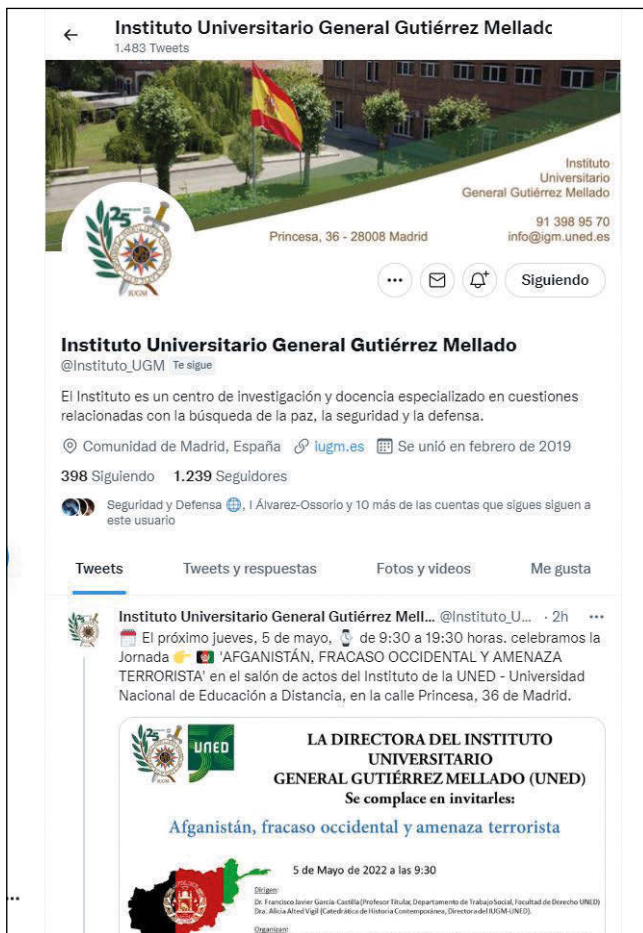 Instituto Universitario General Gutiérrez Mellado
1.483 Tweets
Instituto
Universitario
General Gutiérrez Mellado
91 398 95 70
Princesa, 36 - 28008 Madrid
info@igm.uned.es
25
IUGM
Siguiendo
Instituto Universitario General Gutiérrez Mellado
@Instituto_UGM Te sigue
El Instituto es un centro de investigación y docencia especializado en cuestiones
relacionadas con la búsqueda de la paz, la seguridad y la defensa.
Comunidad de Madrid, España iugm.es Se unió en febrero de 2019
398 Siguiendo 1.239 Seguidores
Seguridad y Defensa 🌐, I Álvarez-Ossorio y 10 más de las cuentas que sigues siguen a
este usuario
Tweets Tweets y respuestas Fotos y videos Me gusta
Instituto Universitario General Gutiérrez Mell... @Instituto_U... · 2h
🗓️ El próximo jueves, 5 de mayo, ⌚ de 9:30 a 19:30 horas. celebramos la
Jornada 👉 🇦🇫 'AFGANISTÁN, FRACASO OCCIDENTAL Y AMENAZA
TERRORISTA' en el salón de actos del Instituto de la UNED - Universidad
Nacional de Educación a Distancia, en la calle Princesa, 36 de Madrid.
25
IUGM
UNED
LA DIRECTORA DEL INSTITUTO
UNIVERSITARIO
GENERAL GUTIÉRREZ MELLADO (UNED)
Se complace en invitarles:
Afganistán, fracaso occidental y amenaza terrorista
5 de Mayo de 2022 a las 9:30
Dirigen:
Dr. Francisco Javier García-Castilla (Profesor Titular, Departamento de Trabajo Social, Facultad de Derecho UNED)
Dra. Alicia Alted Vigil (Catedrática de Historia Contemporánea, Directora del IUGM-UNED).
Organizan: